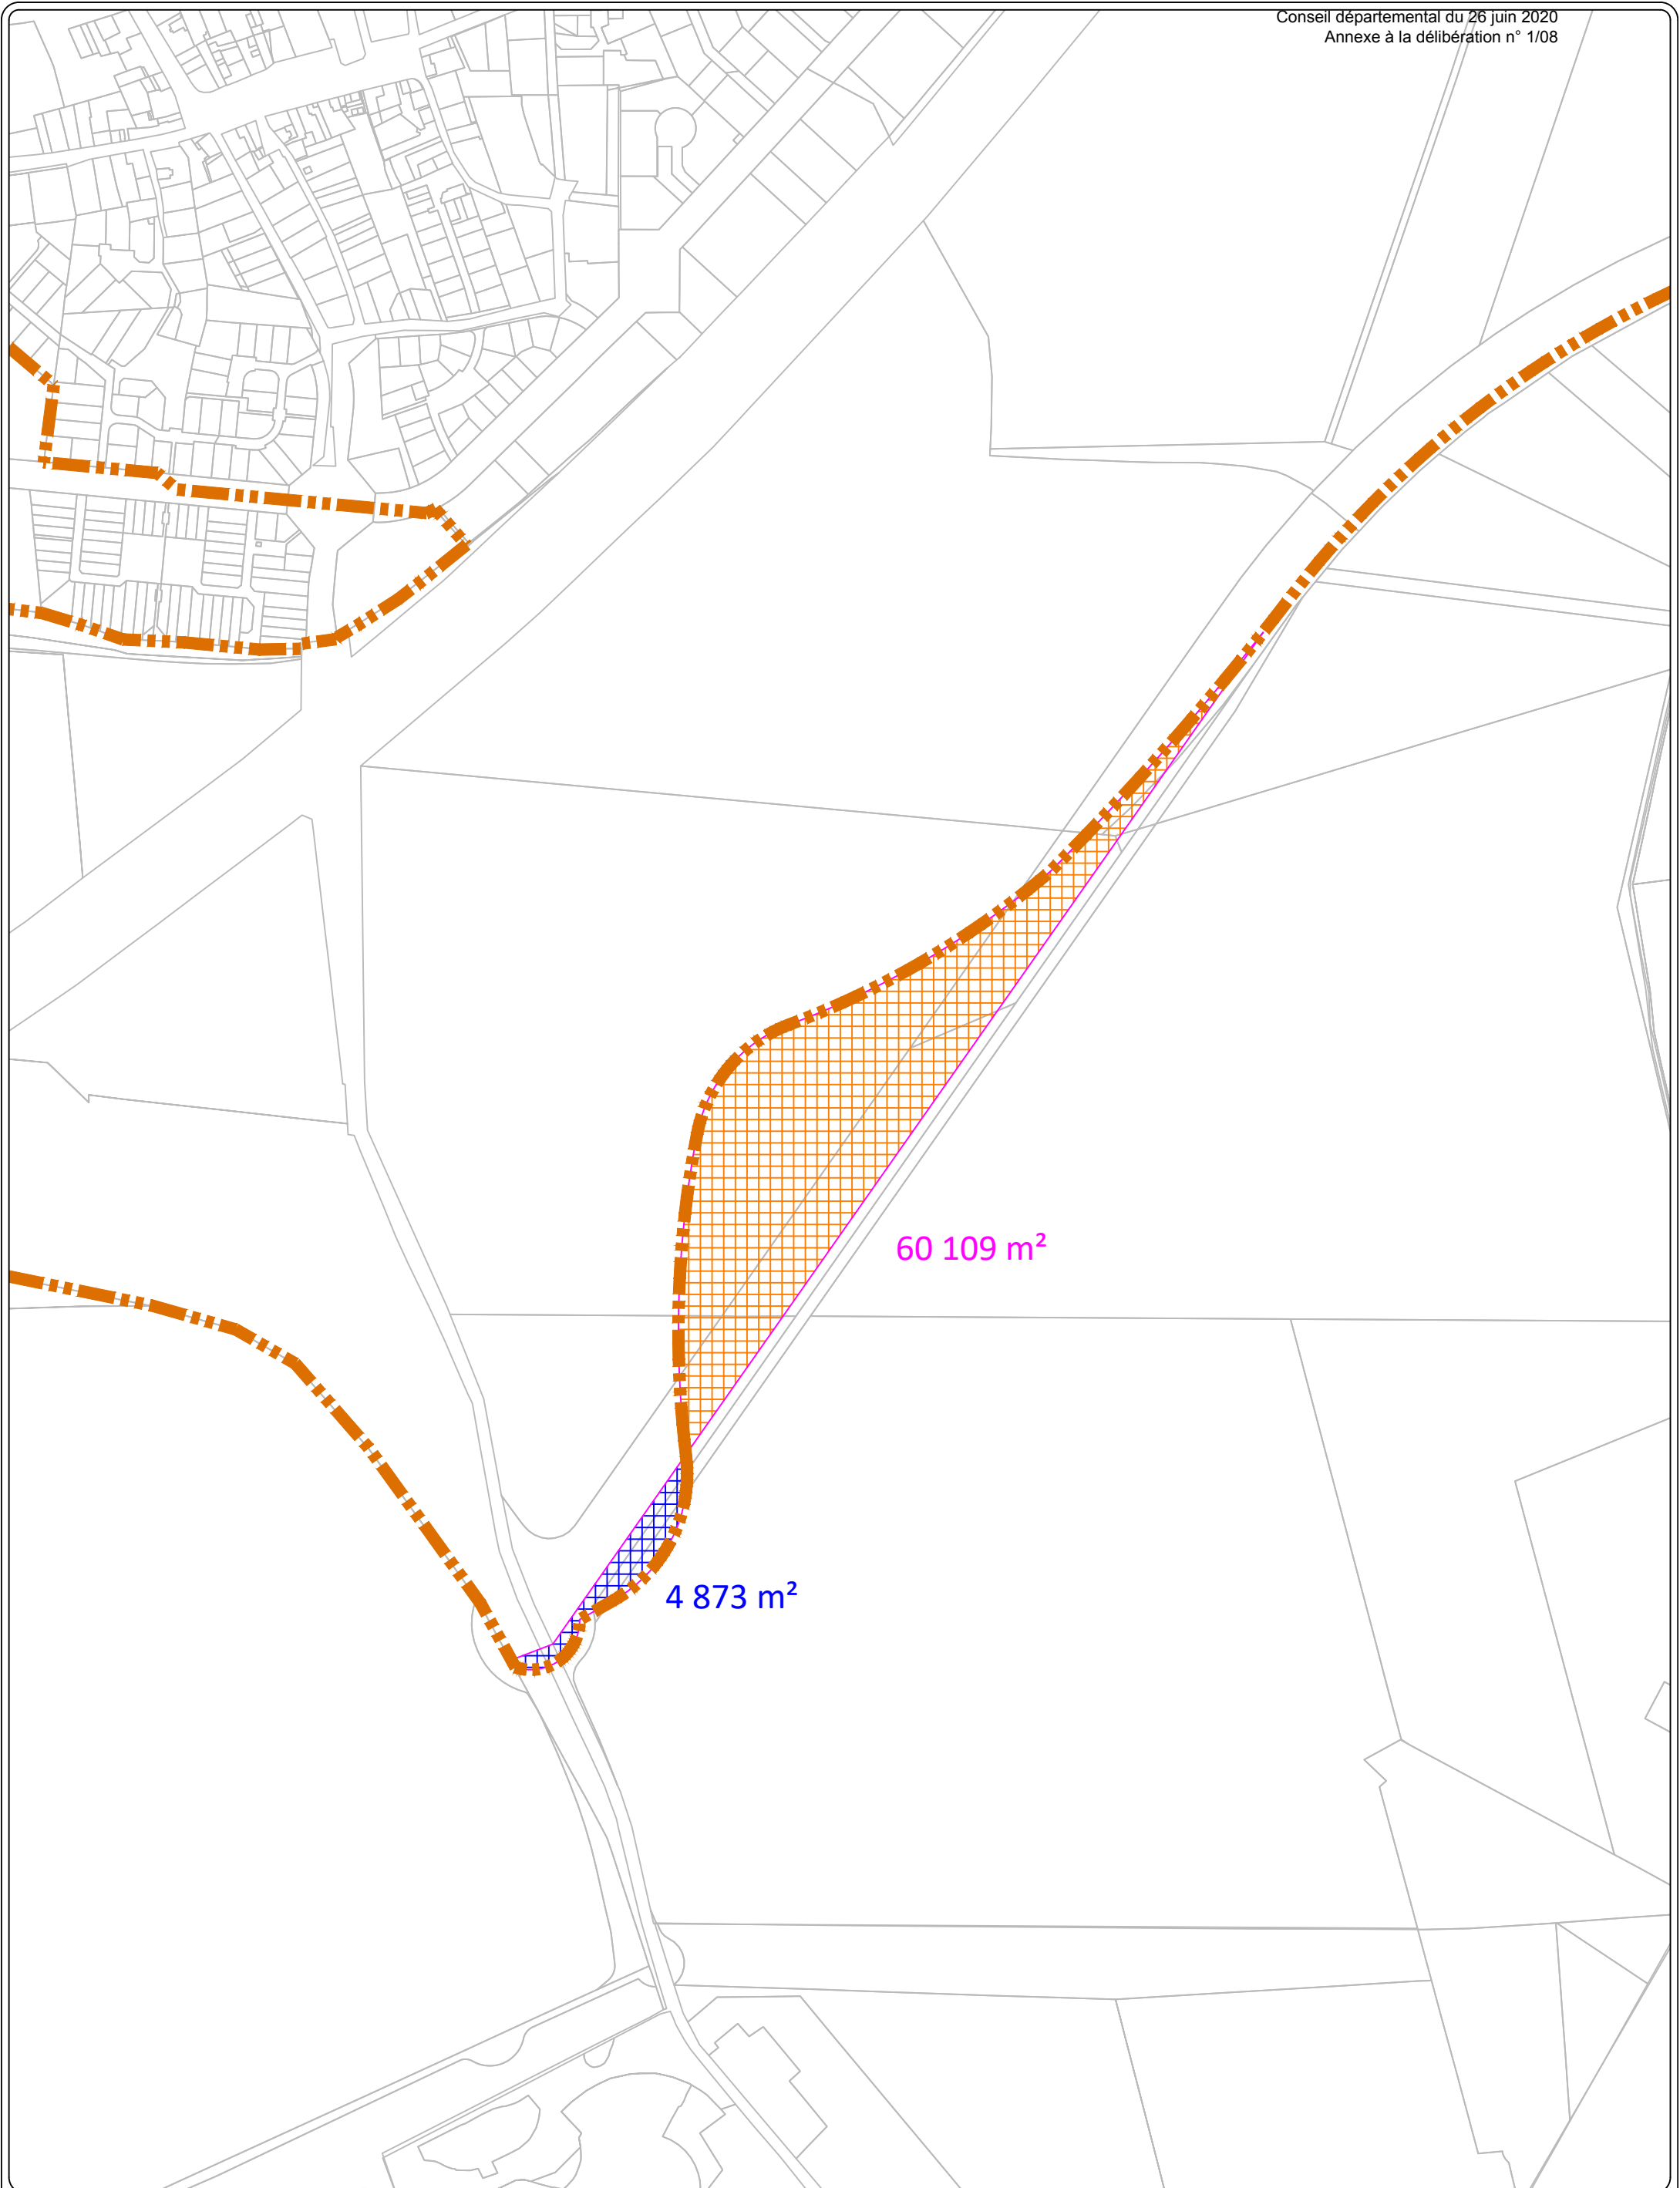 Conseil départemental du 26 juin 2020
Annexe à la délibération n° 1/08
60 109 m²
4 873 m²